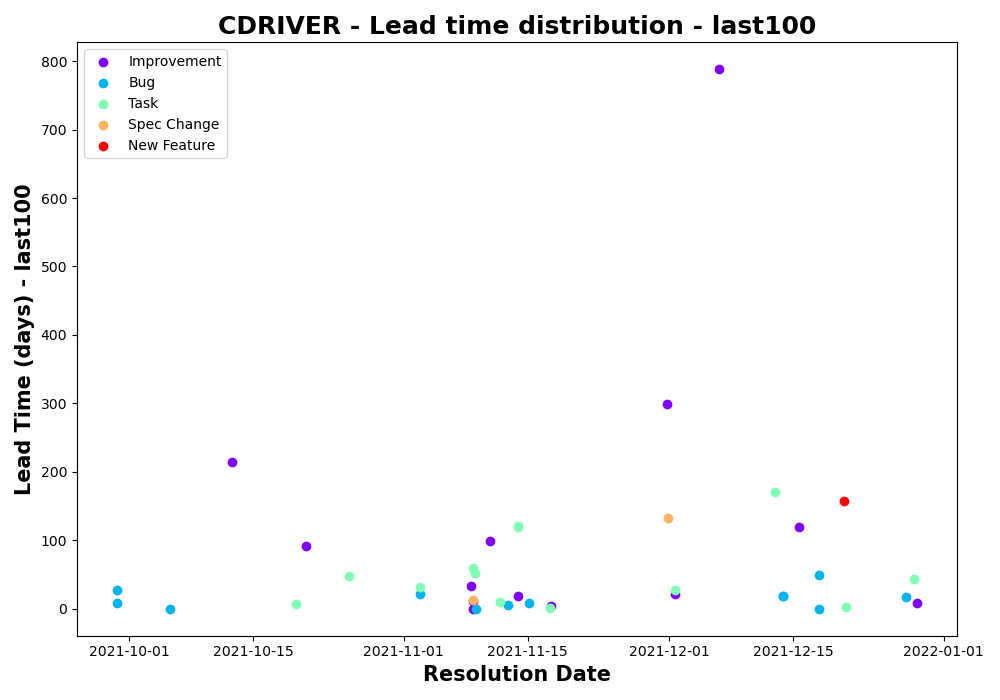 CDRIVER - Lead time distribution - last100
Improvement
Bug
Task
Spec Change
New Feature
Lead Time (days) - last100
800
700
600
500
400
300
200
100
0
2021-10-01
2021-10-15
2021-11-01
2021-11-15
2021-12-01
2021-12-15
2022-01-01
Resolution Date